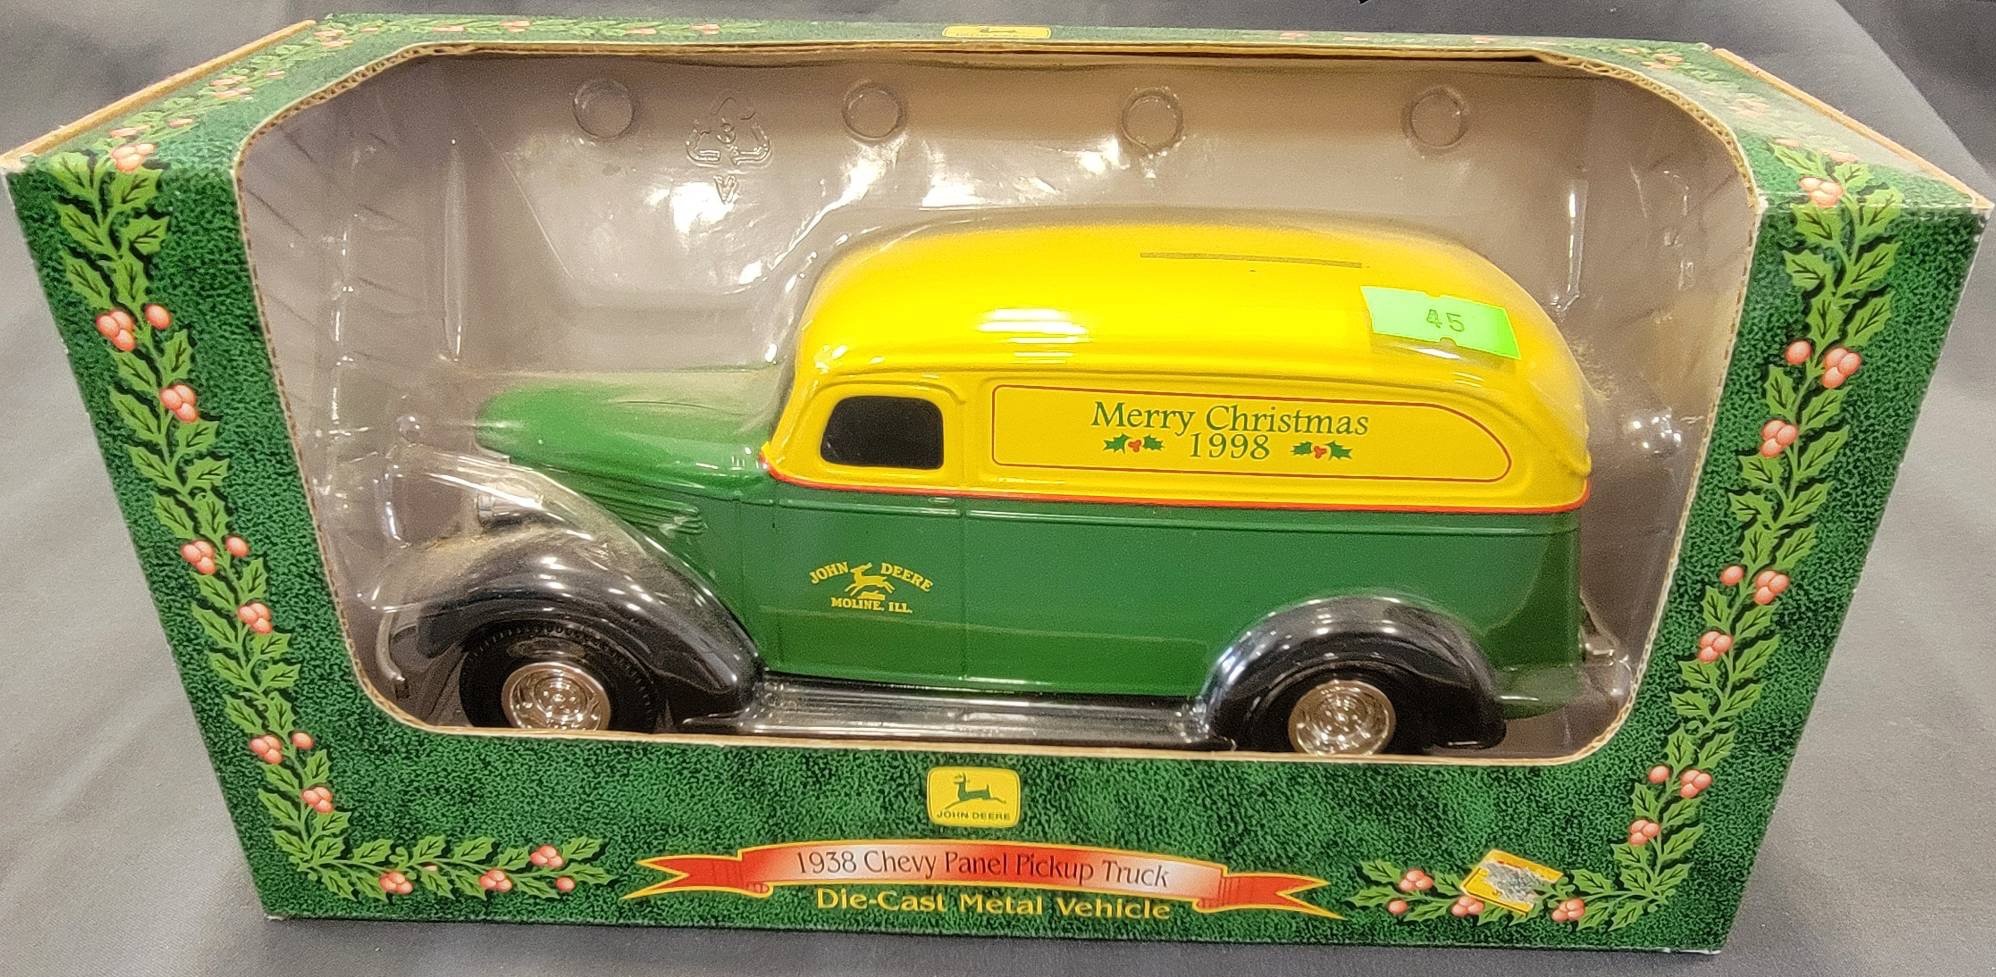 45
Merry Christmas
1998
JOHN DEERE
MOLINE, ILL.
JOHN DEERE
1938 Chevy Panel Pickup Truck
Die-Cast Metal Vehicle